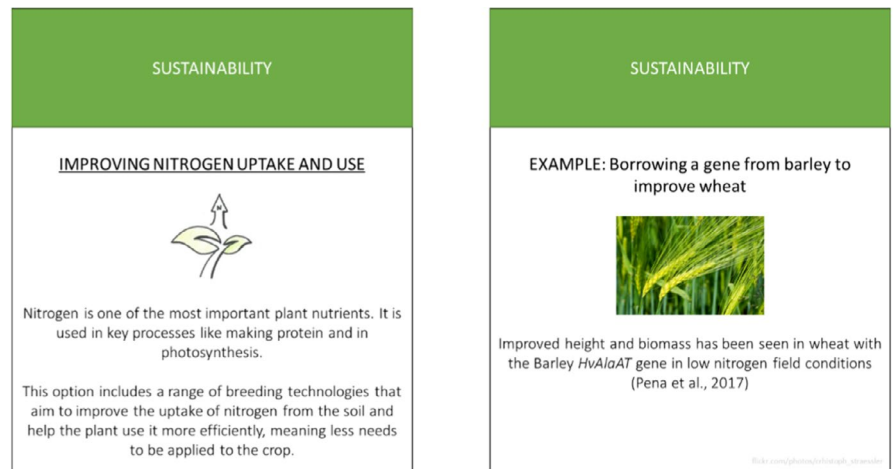 SUSTAINABILITY
IMPROVING NITROGEN UPTAKE AND USE
N
Nitrogen is one of the most important plant nutrients. It is
used in key processes like making protein and in
photosynthesis.
This option includes a range of breeding technologies that
aim to improve the uptake of nitrogen from the soil and
help the plant use it more efficiently, meaning less needs
to be applied to the crop.
SUSTAINABILITY
EXAMPLE: Borrowing a gene from barley to
improve wheat
Improved height and biomass has been seen in wheat with
the Barley HvAlaAT gene in low nitrogen field conditions
(Pena et al., 2017)